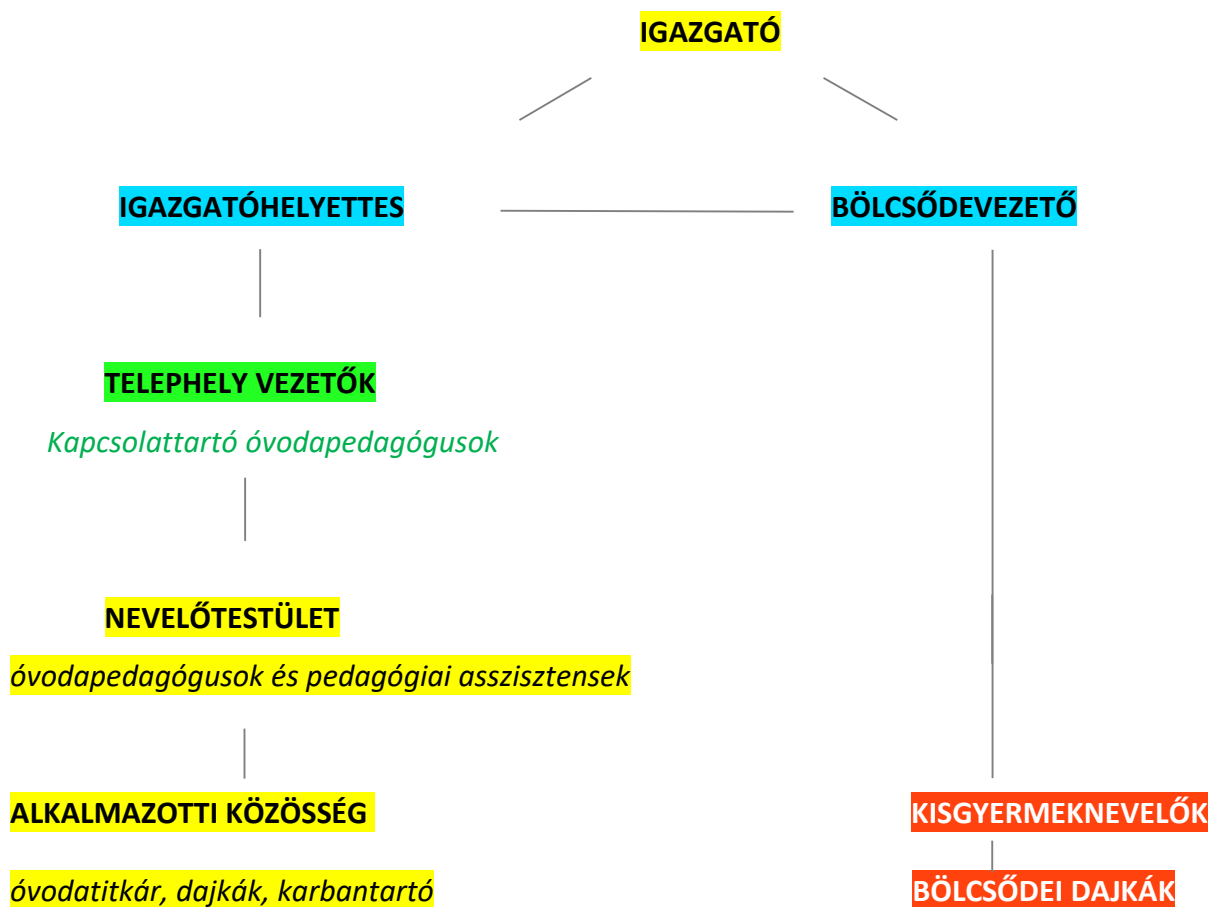 IGAZGATÓ
IGAZGATÓHELYETTES
BÖLCSŐDEVEZETŐ
TELEPHELY VEZETŐK
Kapcsolattartó óvodapedagógusok
NEVELŐTESTÜLET
óvodapedagógusok és pedagógiai asszisztensek
ALKALMAZOTTI KÖZÖSSÉG
KISGYERMEKNEVELŐK
óvodatitkár, dajkák, karbantartó
BÖLCSŐDEI DAJKÁK